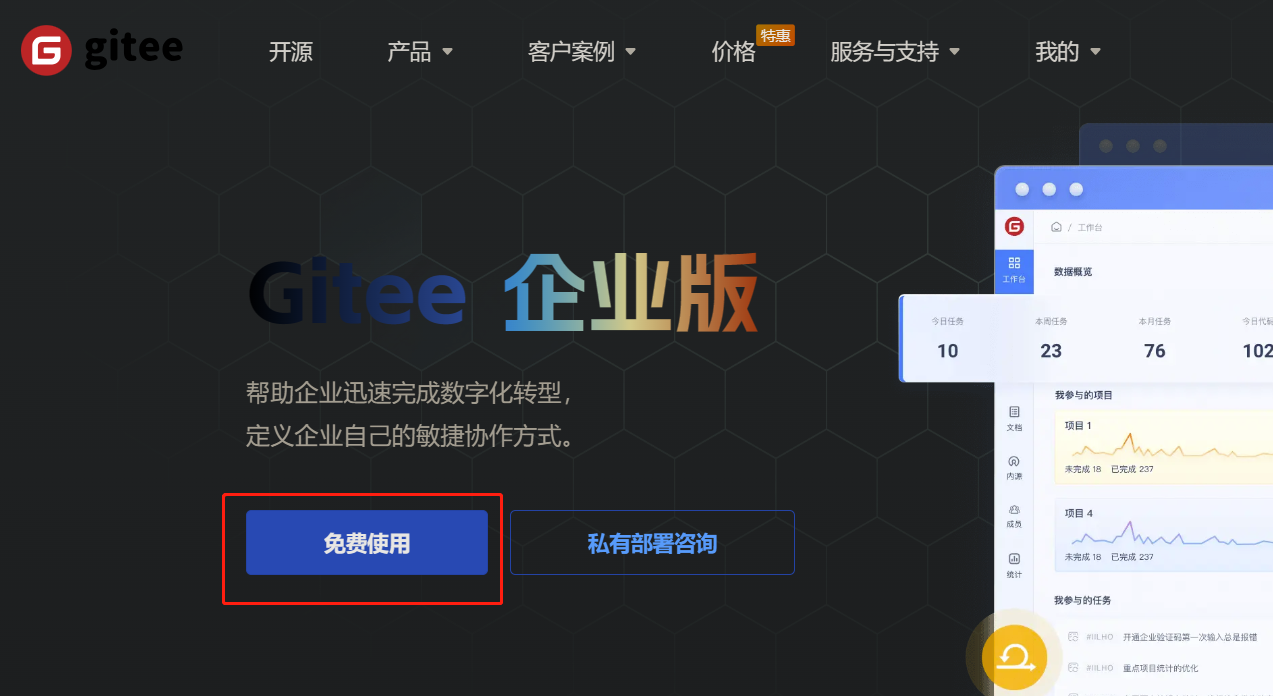 gitee
开源
产品
客户案例
价格
特惠
服务与支持
我的
Gitee 企业版
帮助企业迅速完成数字化转型，
定义企业自己的敏捷协作方式。
免费使用
私有部署咨询
/ 工作台
工作台
数据概览
今日任务
10
本周任务
23
本月任务
76
今日代码
102
我参与的项目
文档
内源
成员
统计
项目 1
未完成 18 已完成 237
项目 4
未完成 18 已完成 237
我参与的任务
#IILHO 开通企业验证码第一次输入总是报错
#IILHO 重点项目统计的优化